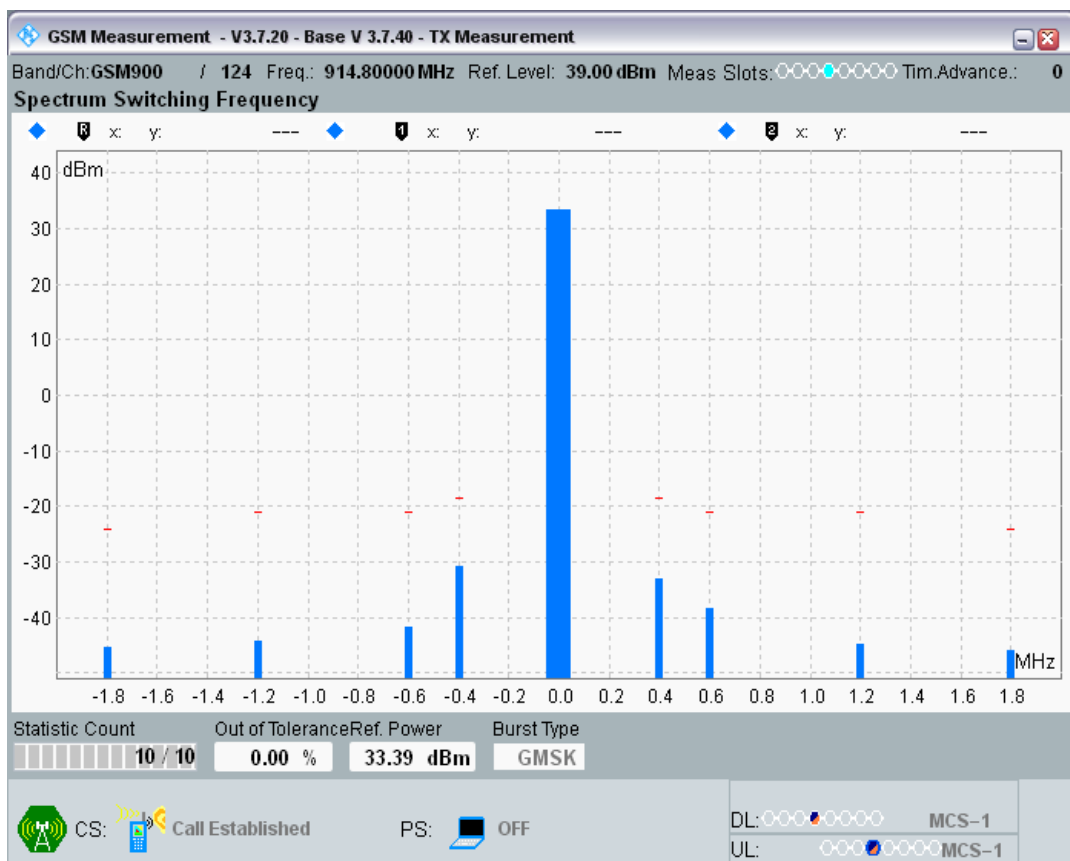 GSM Measurement - V3.7.20 - Base V 3.7.40 - TX Measurement
Band/Ch:GSM900 / 124 Freq.: 914.80000 MHz Ref. Level: 39.00 dBm Meas Slots: Tim.Advance.: 0
Spectrum Switching Frequency
R x: y: --- 1 x: y: --- 2 x: y: ---
dBm
40
30
20
10
0
-10
-20
-30
-40
MHz
-1.8 -1.6 -1.4 -1.2 -1.0 -0.8 -0.6 -0.4 -0.2 0.0 0.2 0.4 0.6 0.8 1.0 1.2 1.4 1.6 1.8
Statistic Count Out of Tolerance Ref. Power Burst Type
10 / 10 0.00 % 33.39 dBm GMSK
CS: Call Established PS: OFF
DL: MCS-1
UL: MCS-1